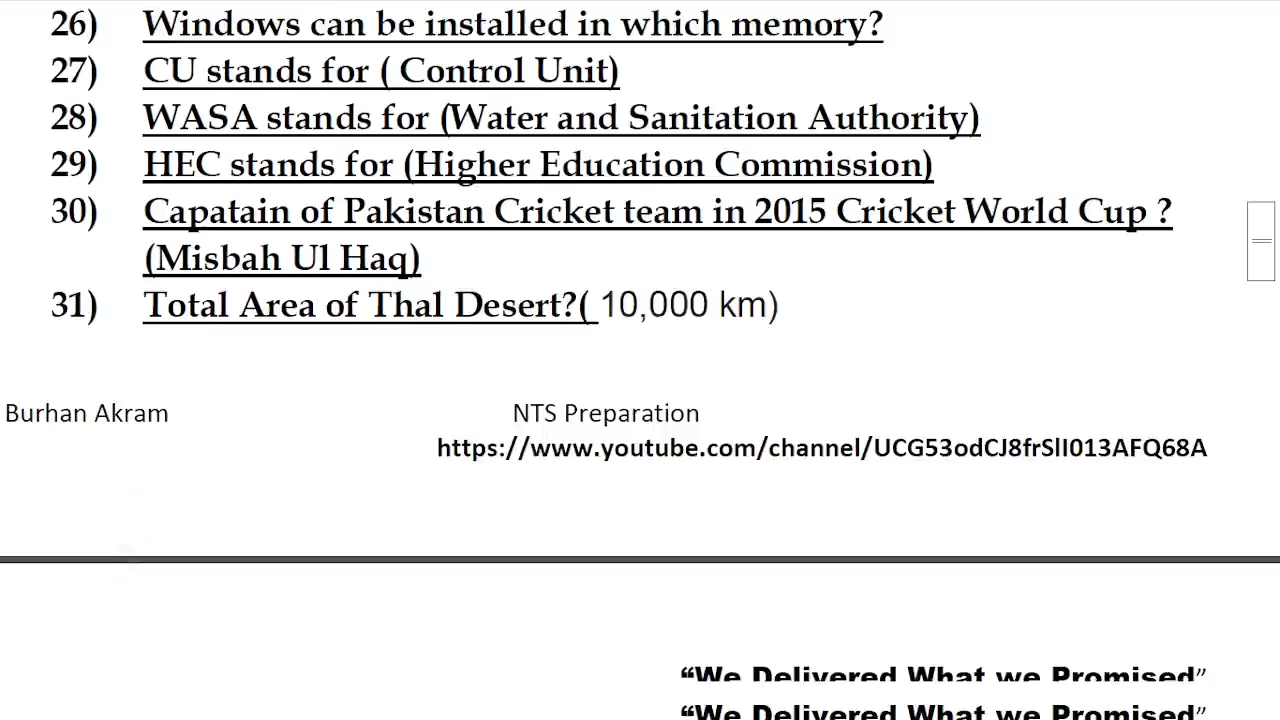 26) Windows can be installed in which memory?
27) CU stands for ( Control Unit)
28) WASA stands for (Water and Sanitation Authority)
29) HEC stands for (Higher Education Commission)
30) Capatain of Pakistan Cricket team in 2015 Cricket World Cup ?
(Misbah Ul Haq)
31) Total Area of Thal Desert?( 10,000 km)
Burhan Akram NTS Preparation
https://www.youtube.com/channel/UCG53odCJ8frSlI013AFQ68A
“We Delivered What we Promised”
“We Delivered What we Promised”